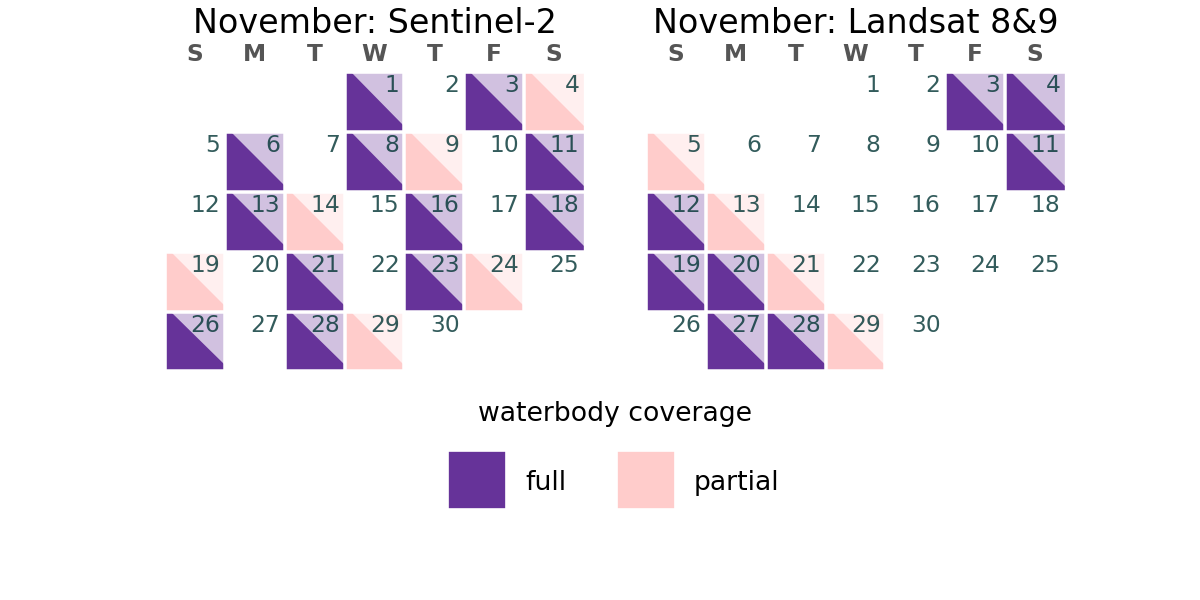 November: Sentinel-2
S M T W T F S
1 2 3 4
5 6 7 8 9 10 11
12 13 14 15 16 17 18
19 20 21 22 23 24 25
26 27 28 29 30
November: Landsat 8&9
S M T W T F S
1 2 3 4
5 6 7 8 9 10 11
12 13 14 15 16 17 18
19 20 21 22 23 24 25
26 27 28 29 30
waterbody coverage
full partial